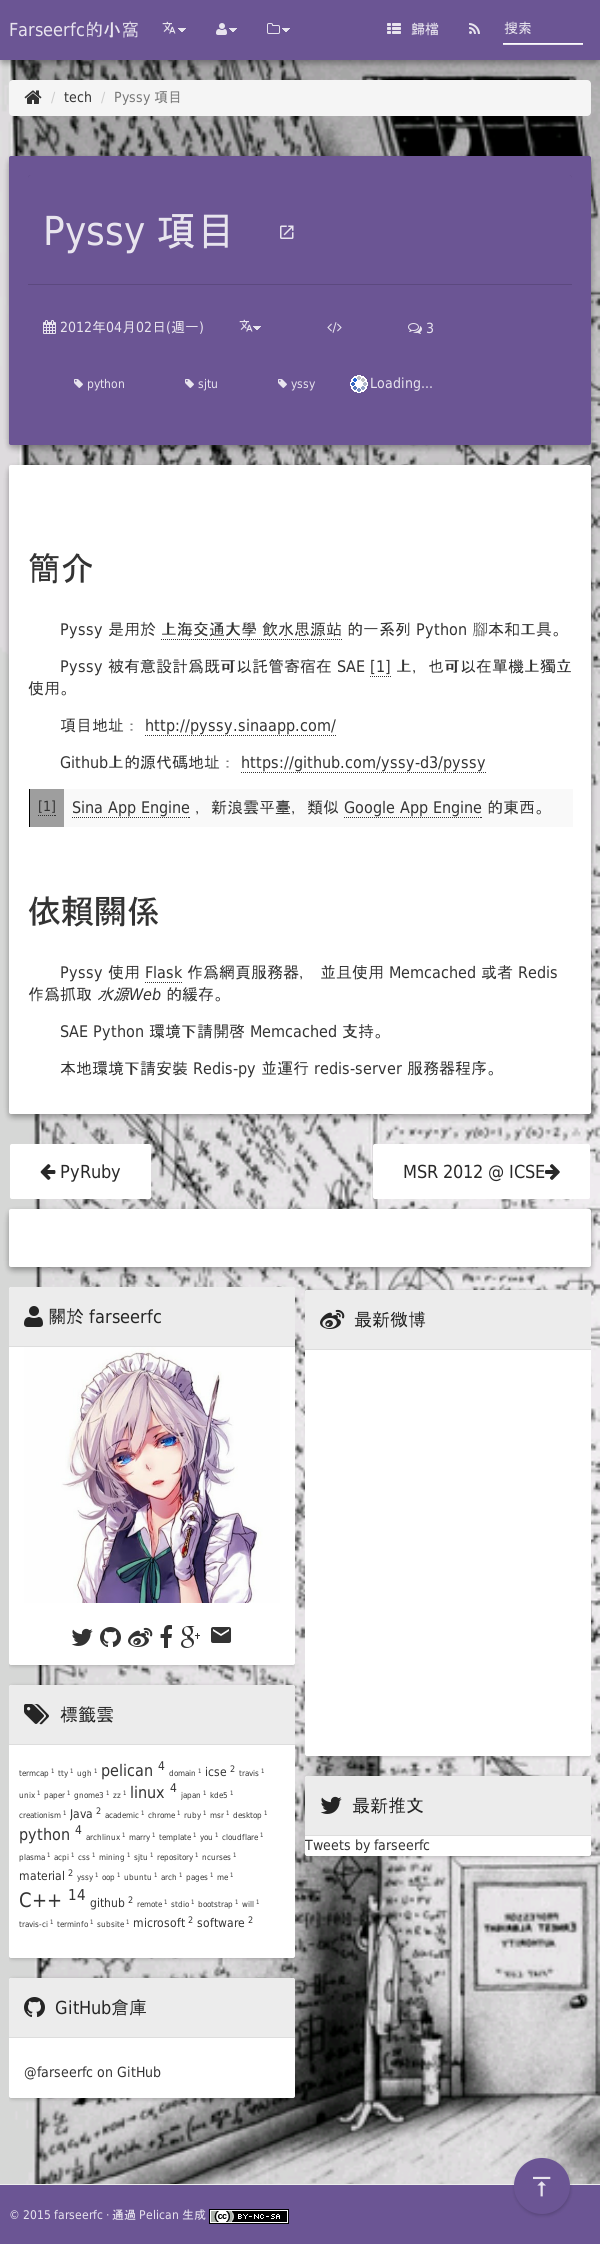 Farseerfc的小窩
歸檔
搜索
tech / Pyssy 項目
Pyssy 項目
2012年04月02日(週一)
3
python
sjtu
yssy
Loading...
簡介
Pyssy 是用於 上海交通大學 飲水思源站 的一系列 Python 腳本和工具。
Pyssy 被有意設計爲既可以託管寄宿在 SAE [1] 上，也可以在單機上獨立
使用。
項目地址： http://pyssy.sinaapp.com/
Github上的源代碼地址： https://github.com/yssy-d3/pyssy
[1] Sina App Engine ，新浪雲平臺，類似 Google App Engine 的東西。
依賴關係
Pyssy 使用 Flask 作爲網頁服務器， 並且使用 Memcached 或者 Redis
作爲抓取 水源Web 的緩存。
SAE Python 環境下請開啓 Memcached 支持。
本地環境下請安裝 Redis-py 並運行 redis-server 服務器程序。
PyRuby
MSR 2012 @ ICSE
關於 farseerfc
最新微博
標籤雲
termcap 1 tty 1 ugh 1 pelican 4 domain 1 icse 2 travis 1
unix 1 paper 1 gnome3 1 zz 1 linux 4 japan 1 kde5 1
creationism 1 Java 2 academic 1 chrome 1 ruby 1 msr 1 desktop 1
python 4 archlinux 1 marry 1 template 1 you 1 cloudflare 1
plasma 1 acpi 1 css 1 mining 1 sjtu 1 repository 1 ncurses 1
material 2 yssy 1 oop 1 ubuntu 1 arch 1 pages 1 me 1
C++ 14 github 2 remote 1 stdio 1 bootstrap 1 will 1
travis-ci 1 terminfo 1 subsite 1 microsoft 2 software 2
最新推文
Tweets by farseerfc
GitHub倉庫
@farseerfc on GitHub
© 2015 farseerfc · 通過 Pelican 生成
(cc) BY-NC-SA